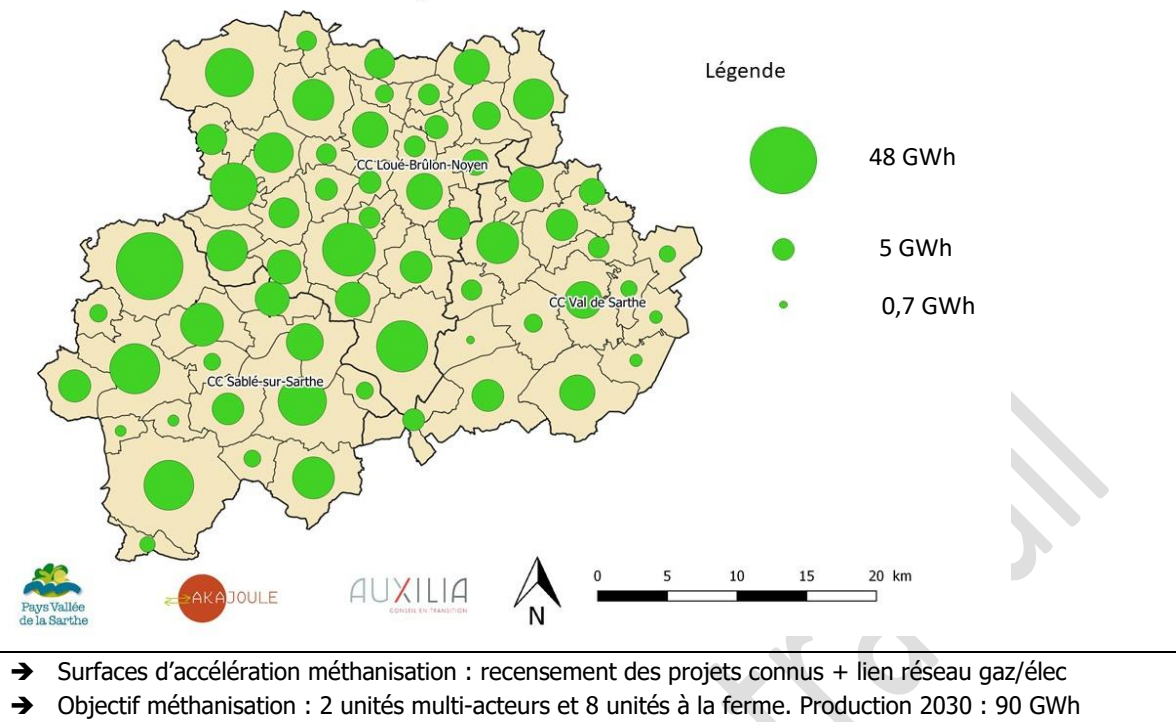 Légende
48 GWh
5 GWh
0,7 GWh
CC Loué-Brûlon-Noyen
CC Val de Sarthe
CC Sablé-sur-Sarthe
Pays Vallée
de la Sarthe
AKAJOULE
AUXILIA
CONSEIL EN TRANSITION
N
0 5 10 15 20 km
➔ Surfaces d’accélération méthanisation : recensement des projets connus + lien réseau gaz/élec
➔ Objectif méthanisation : 2 unités multi-acteurs et 8 unités à la ferme. Production 2030 : 90 GWh